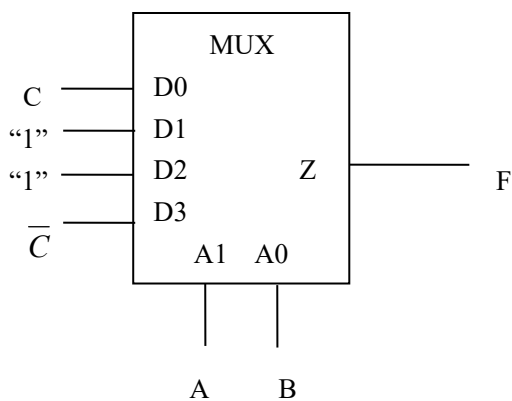 MUX
C D0
“1” D1
“1” D2
Z F
C̅ D3
A1 A0
A B